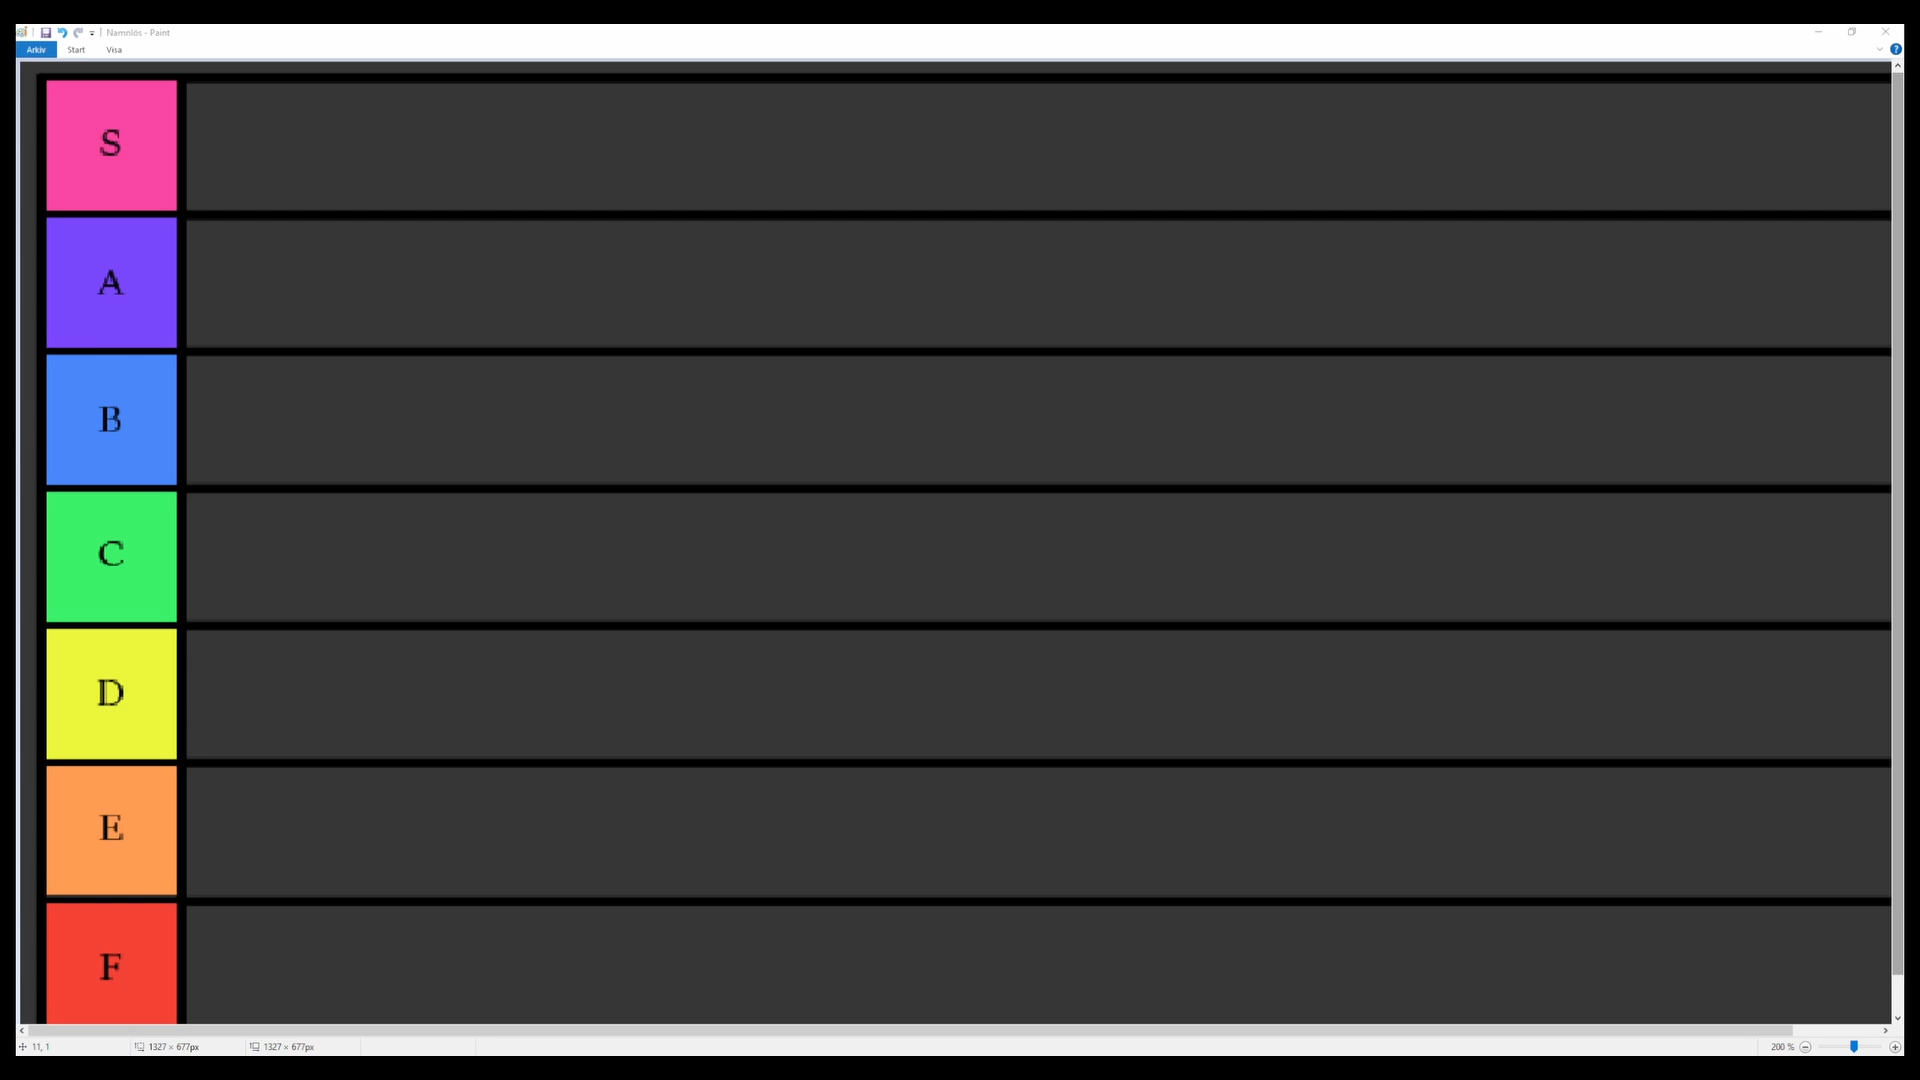 Namnlös - Paint
Arkiv Start Visa
S
A
B
C
D
E
F
11, 1 1327 × 677px 1327 × 677px 200 %